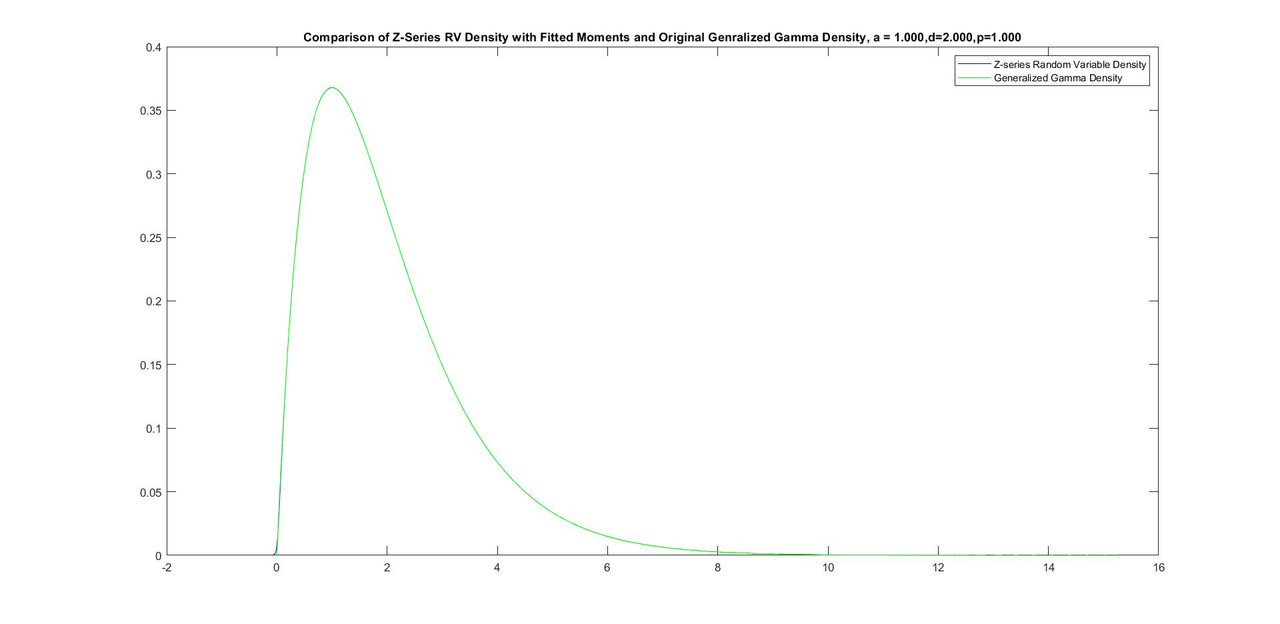 Comparison of Z-Series RV Density with Fitted Moments and Original Genralized Gamma Density, a = 1.000,d=2.000,p=1.000
0.4
Z-series Random Variable Density
Generalized Gamma Density
0.35
0.3
0.25
0.2
0.15
0.1
0.05
0
-2 0 2 4 6 8 10 12 14 16